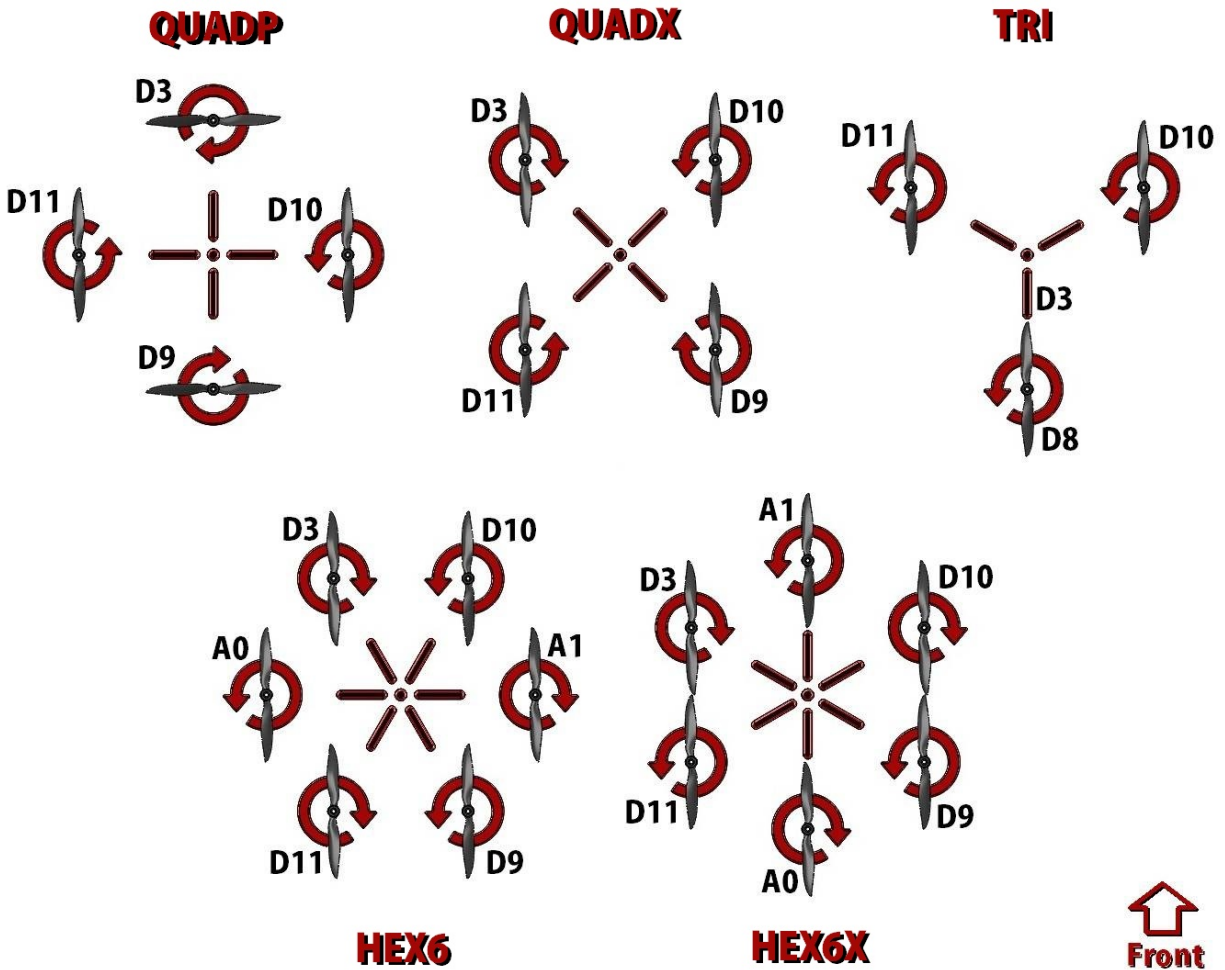 QUADP
QUADX
TRI
D3
D11
D10
D9
D3
D10
D11
D9
D11
D10
D3
D8
D3
D10
A0
A1
D11
D9
HEX6
A1
D3
D10
D11
D9
A0
HEX6X
Front